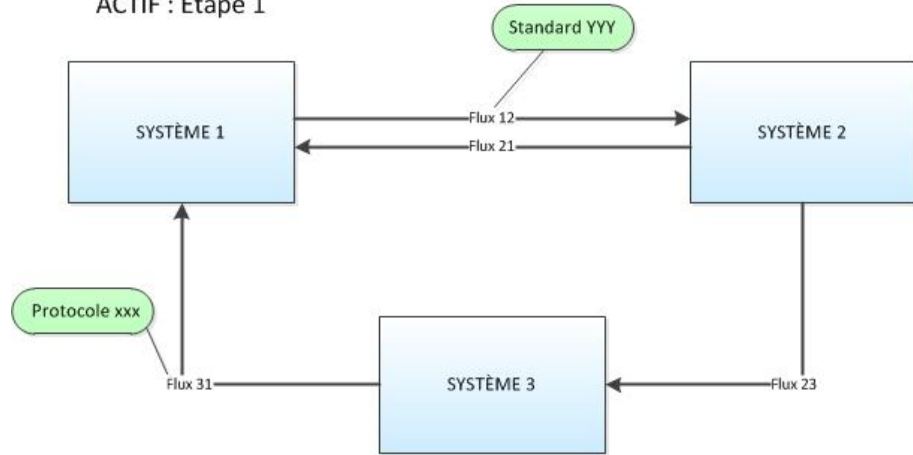 ACTIF : Étape 1
Standard YYY
Flux 12
SYSTÈME 1
SYSTÈME 2
Flux 21
Protocole xxx
Flux 31
SYSTÈME 3
Flux 23